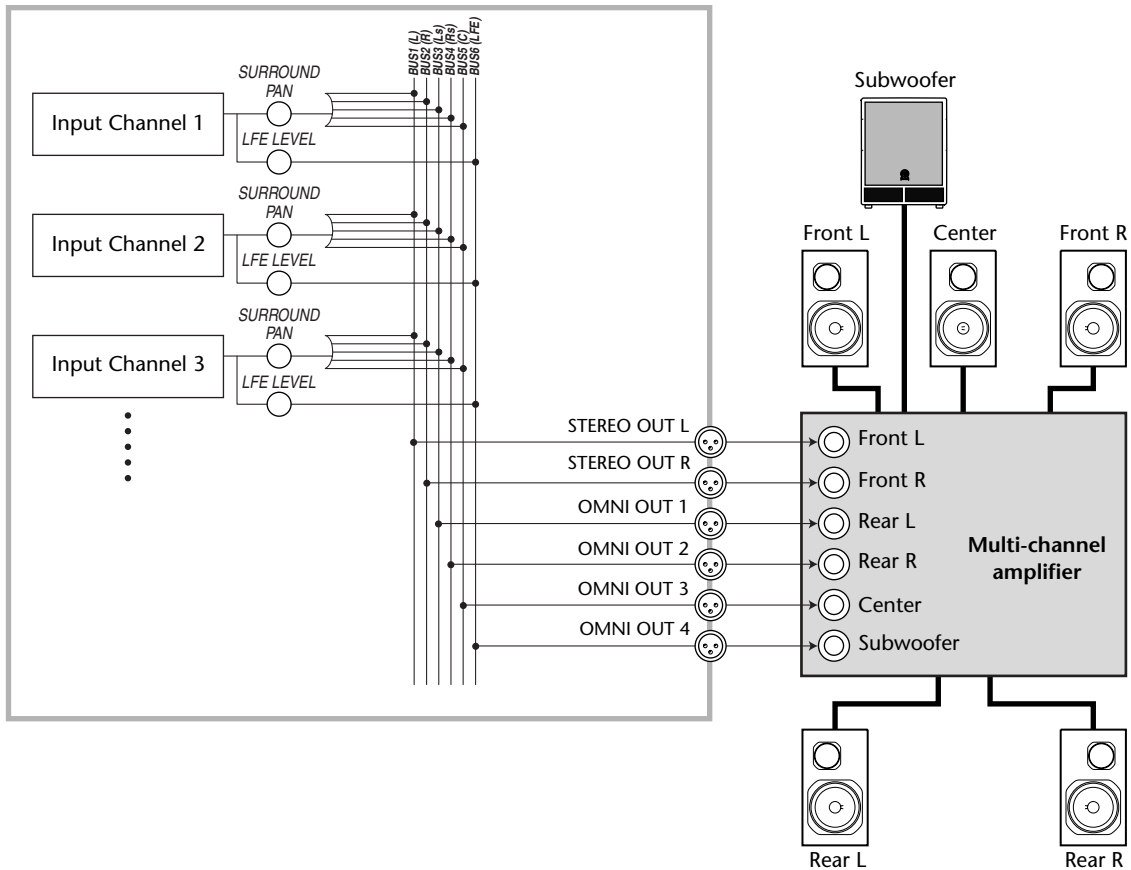 BUS1 (L)
BUS2 (R)
BUS3 (Ls)
BUS4 (Rs)
BUS5 (C)
BUS6 (LFE)
SURROUND
PAN
Input Channel 1
LFE LEVEL
SURROUND
PAN
Input Channel 2
LFE LEVEL
SURROUND
PAN
Input Channel 3
LFE LEVEL
STEREO OUT L
STEREO OUT R
OMNI OUT 1
OMNI OUT 2
OMNI OUT 3
OMNI OUT 4
Subwoofer
Front L
Center
Front R
Front L
Front R
Rear L
Rear R
Center
Subwoofer
Multi-channel
amplifier
Rear L
Rear R